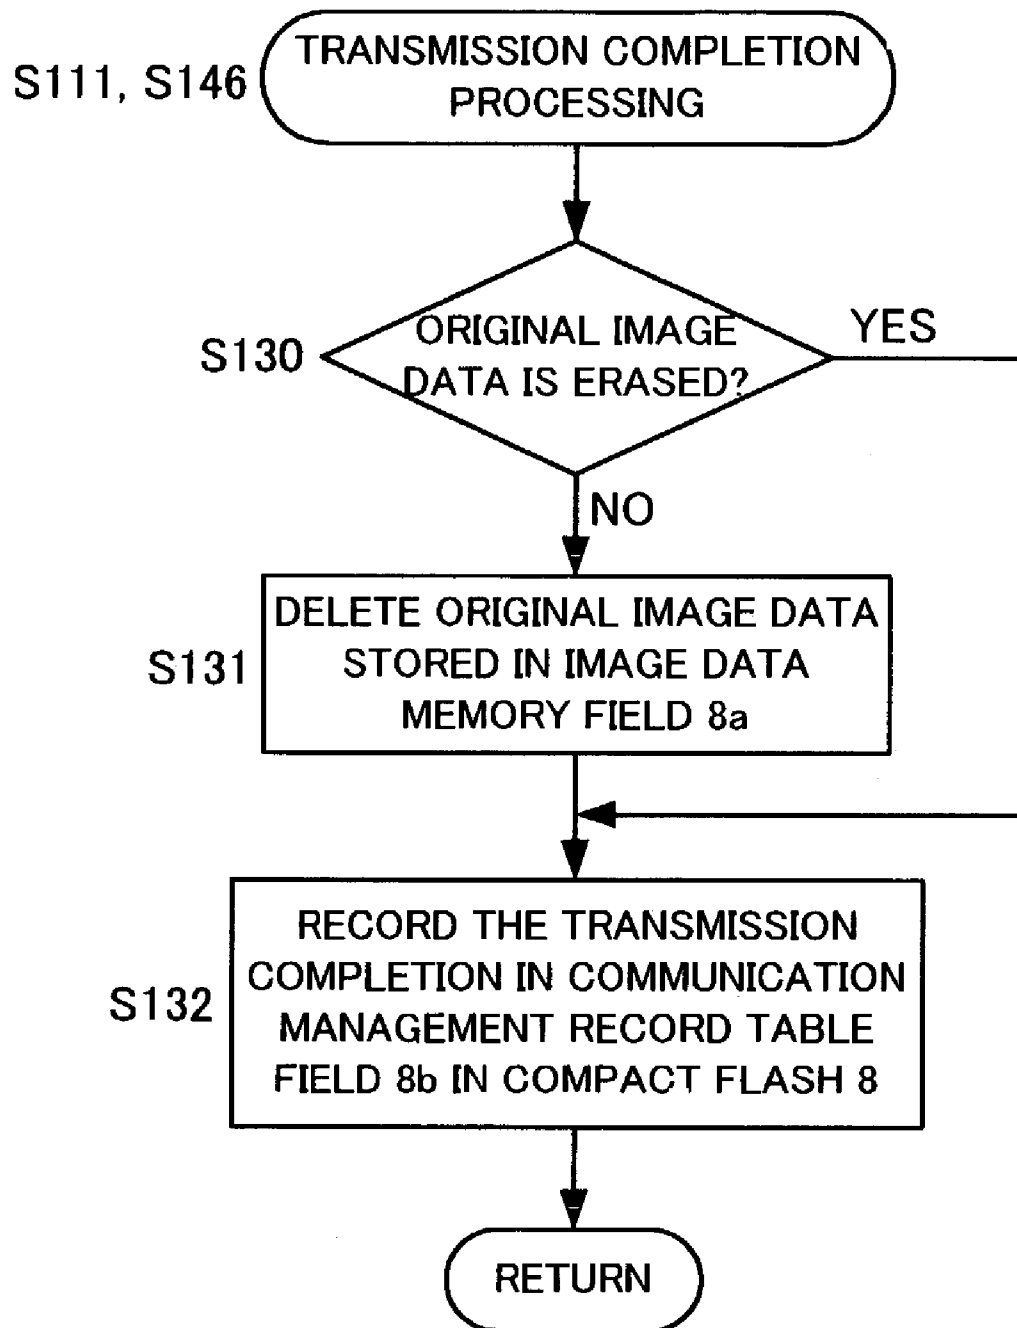 TRANSMISSION COMPLETION
S111, S146
PROCESSING
ORIGINAL IMAGE
YES
S130
DATA IS ERASED?
NO
DELETE ORIGINAL IMAGE DATA
S131
STORED IN IMAGE DATA
MEMORY FIELD 8a
RECORD THE TRANSMISSION
COMPLETION IN COMMUNICATION
S132
MANAGEMENT RECORD TABLE
FIELD 8b IN COMPACT FLASH 8
RETURN